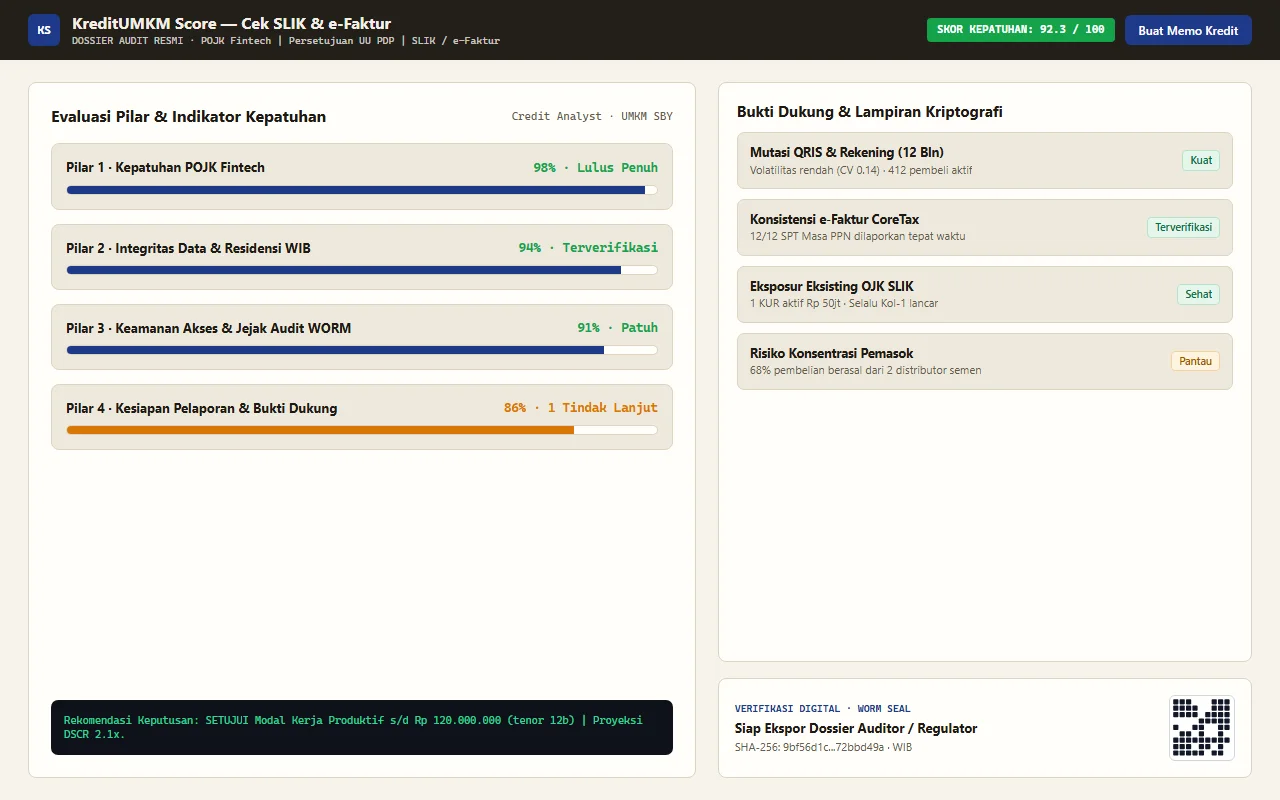 KS
KreditUMKM Score — Cek SLIK & e-Faktur
DOSSIER AUDIT RESMI · POJK Fintech | Persetujuan UU PDP | SLIK / e-Faktur
SKOR KEPATUHAN: 92.3 / 100
Buat Memo Kredit
Evaluasi Pilar & Indikator Kepatuhan
Credit Analyst · UMKM SBY
Pilar 1 · Kepatuhan POJK Fintech
98% · Lulus Penuh
Pilar 2 · Integritas Data & Residensi WIB
94% · Terverifikasi
Pilar 3 · Keamanan Akses & Jejak Audit WORM
91% · Patuh
Pilar 4 · Kesiapan Pelaporan & Bukti Dukung
86% · 1 Tindak Lanjut
Rekomendasi Keputusan: SETUJUI Modal Kerja Produktif s/d Rp 120.000.000 (tenor 12b) | Proyeksi
DSCR 2.1x.
Bukti Dukung & Lampiran Kriptografi
Mutasi QRIS & Rekening (12 Bln)
Volatilitas rendah (CV 0.14) · 412 pembeli aktif
Kuat
Konsistensi e-Faktur CoreTax
12/12 SPT Masa PPN dilaporkan tepat waktu
Terverifikasi
Eksposur Eksisting OJK SLIK
1 KUR aktif Rp 50jt · Selalu Kol-1 lancar
Sehat
Risiko Konsentrasi Pemasok
68% pembelian berasal dari 2 distributor semen
Pantau
VERIFIKASI DIGITAL · WORM SEAL
Siap Ekspor Dossier Auditor / Regulator
SHA-256: 9bf56d1c...72bbd49a · WIB